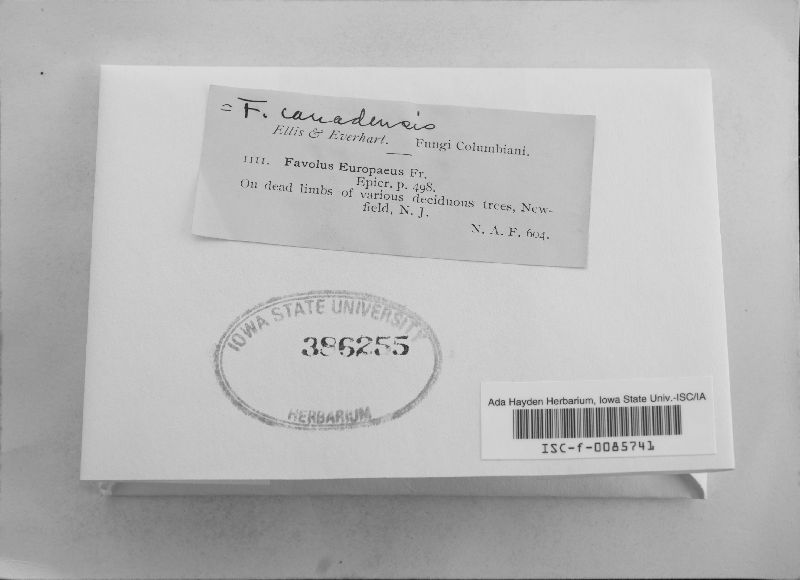 = F. canadensis
Ellis & Everhart. Fungi Columbiani.
1111. Favolus Europaeus Fr.
Epicr. p. 498.
On dead limbs of various deciduous trees, New-
field, N. J.
N. A. F. 604.
IOWA STATE UNIVERSITY
386255
HERBARIUM
Ada Hayden Herbarium, Iowa State Univ.-ISC/IA
ISC-f-0085741